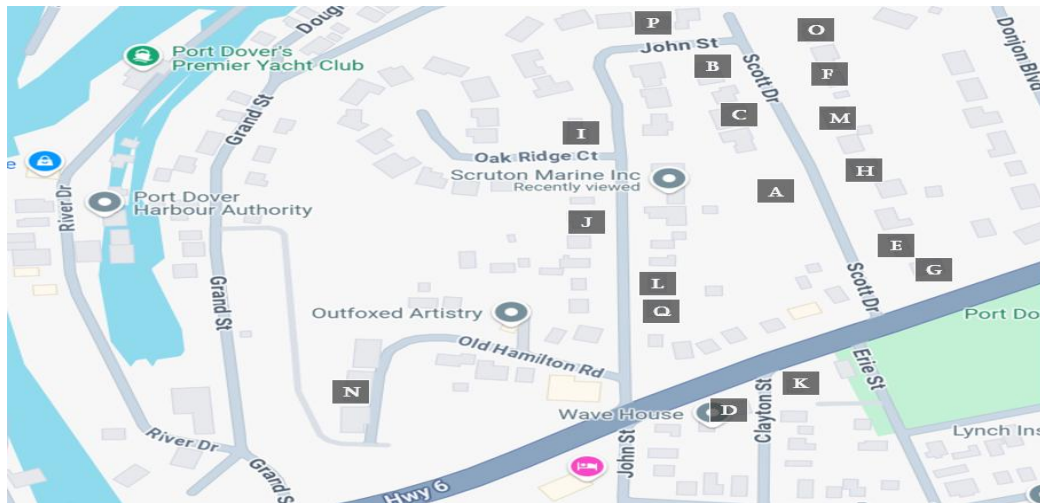 Doug
P
O
Donjon Blvd
Port Dover's
Premier Yacht Club
John St
B
Scott Dr
F
Grand St
C
M
I
Oak Ridge Ct
e
Scruton Marine Inc
Recently viewed
H
River Dr
Port Dover
Harbour Authority
A
J
E
G
Grand St
L
Scott Dr
Outfoxed Artistry
Q
Port Do
Old Hamilton Rd
Erie St
N
K
Wave House
D
Clayton St
River Dr
John St
Lynch Ins
Grand S
Hwy 6